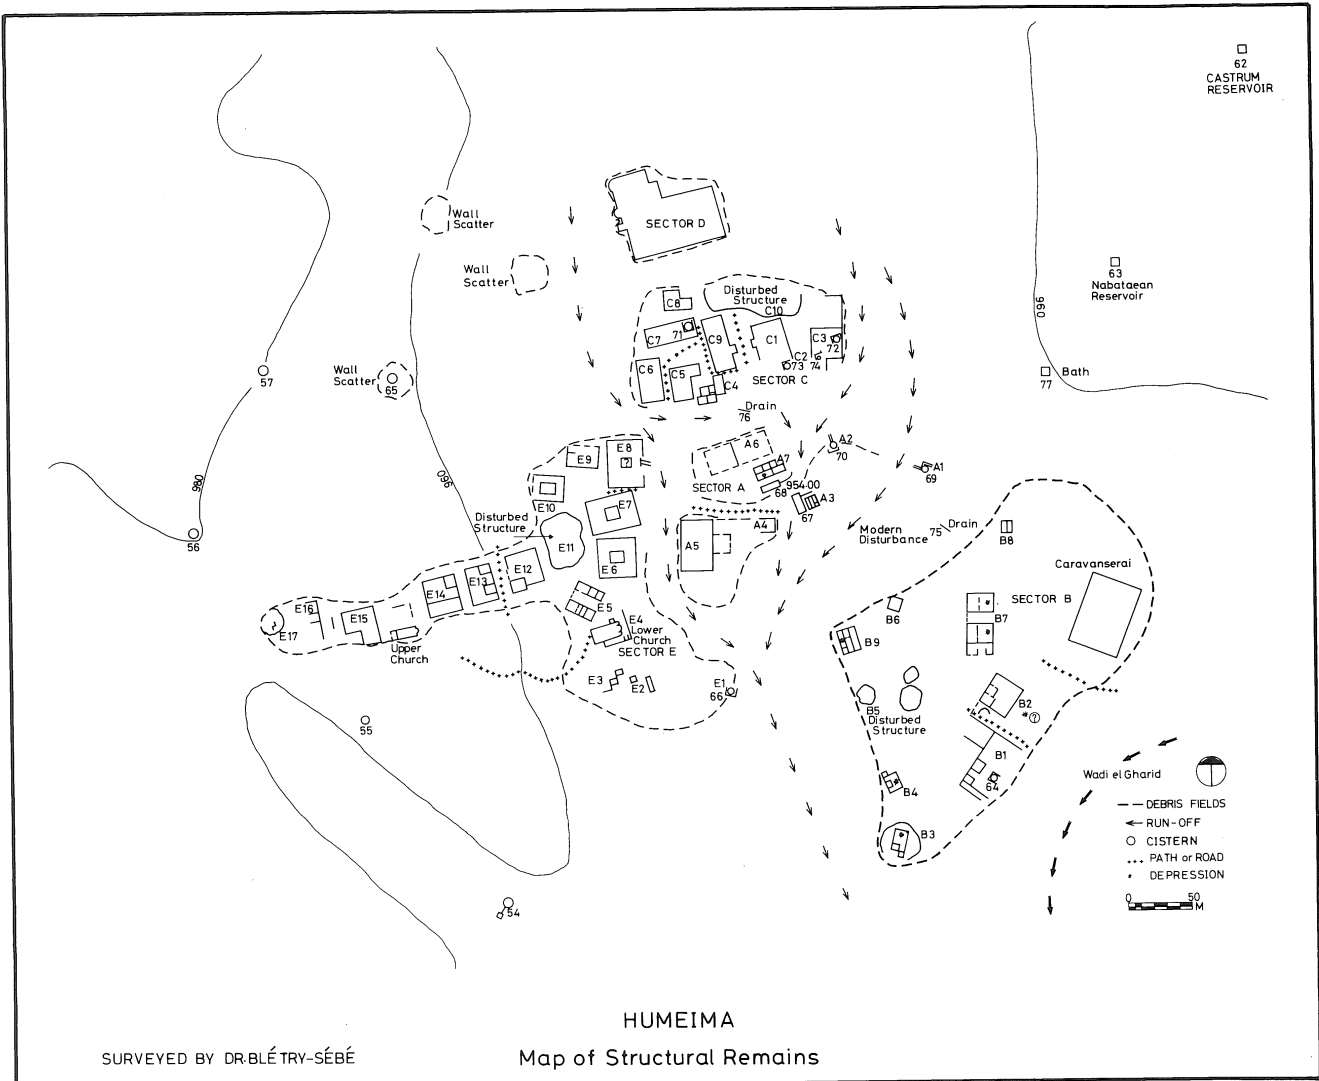 62
CASTRUM
RESERVOIR
Wall
Scatter
SECTOR D
Wall
Scatter
63
Nabataean
Reservoir
Disturbed
Structure
C10
C8
C7
71
C9
C1
C3
72
960
Wall
Scatter
65
57
C6
C5
C4
C2
73
74
SECTOR C
Bath
77
Drain
76
A6
A2
70
E8
?
E9
A7
A1
69
960
980
SECTOR A
68
954·00
A3
67
E10
E7
Disturbed
Structure
E11
A4
A5
Modern
Disturbance
75
Drain
B8
56
E6
E12
E13
E14
Caravanserai
SECTOR B
B7
B6
B9
E16
E17
E15
E5
E4
Lower
Church
SECTOR E
Upper
Church
E3
E2
E1
66
B5
Disturbed
Structure
B2
?
55
B1
64
Wadi el Gharid
B4
B3
DEBRIS FIELDS
RUN-OFF
CISTERN
PATH or ROAD
DEPRESSION
0 50
M
54
HUMEIMA
SURVEYED BY DR.BLÉTRY-SÉBÉ
Map of Structural Remains